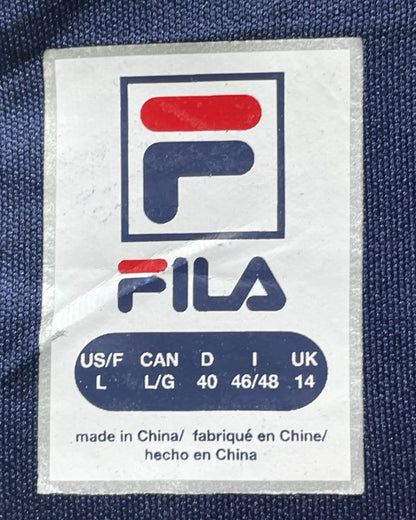 F
FILA
US/F CAN D I UK
L L/G 40 46/48 14
made in China/ fabriqué en Chine/
hecho en China